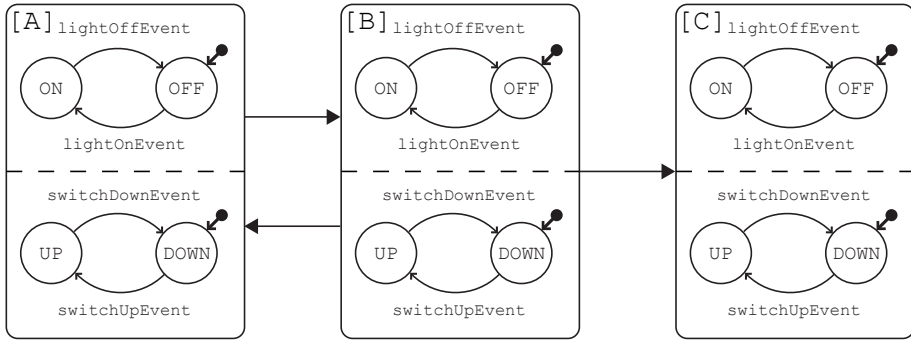 [A] lightOffEvent
ON OFF
lightOnEvent
switchDownEvent
UP DOWN
switchUpEvent
[B] lightOffEvent
ON OFF
lightOnEvent
switchDownEvent
UP DOWN
switchUpEvent
[C] lightOffEvent
ON OFF
lightOnEvent
switchDownEvent
UP DOWN
switchUpEvent